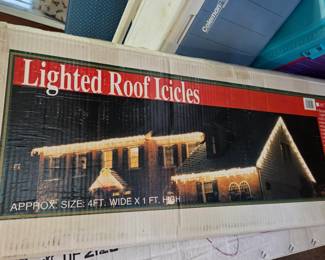 Coleman
Lighted Roof Icicles
APPROX. SIZE: 4FT. WIDE X 1 FT. HIGH